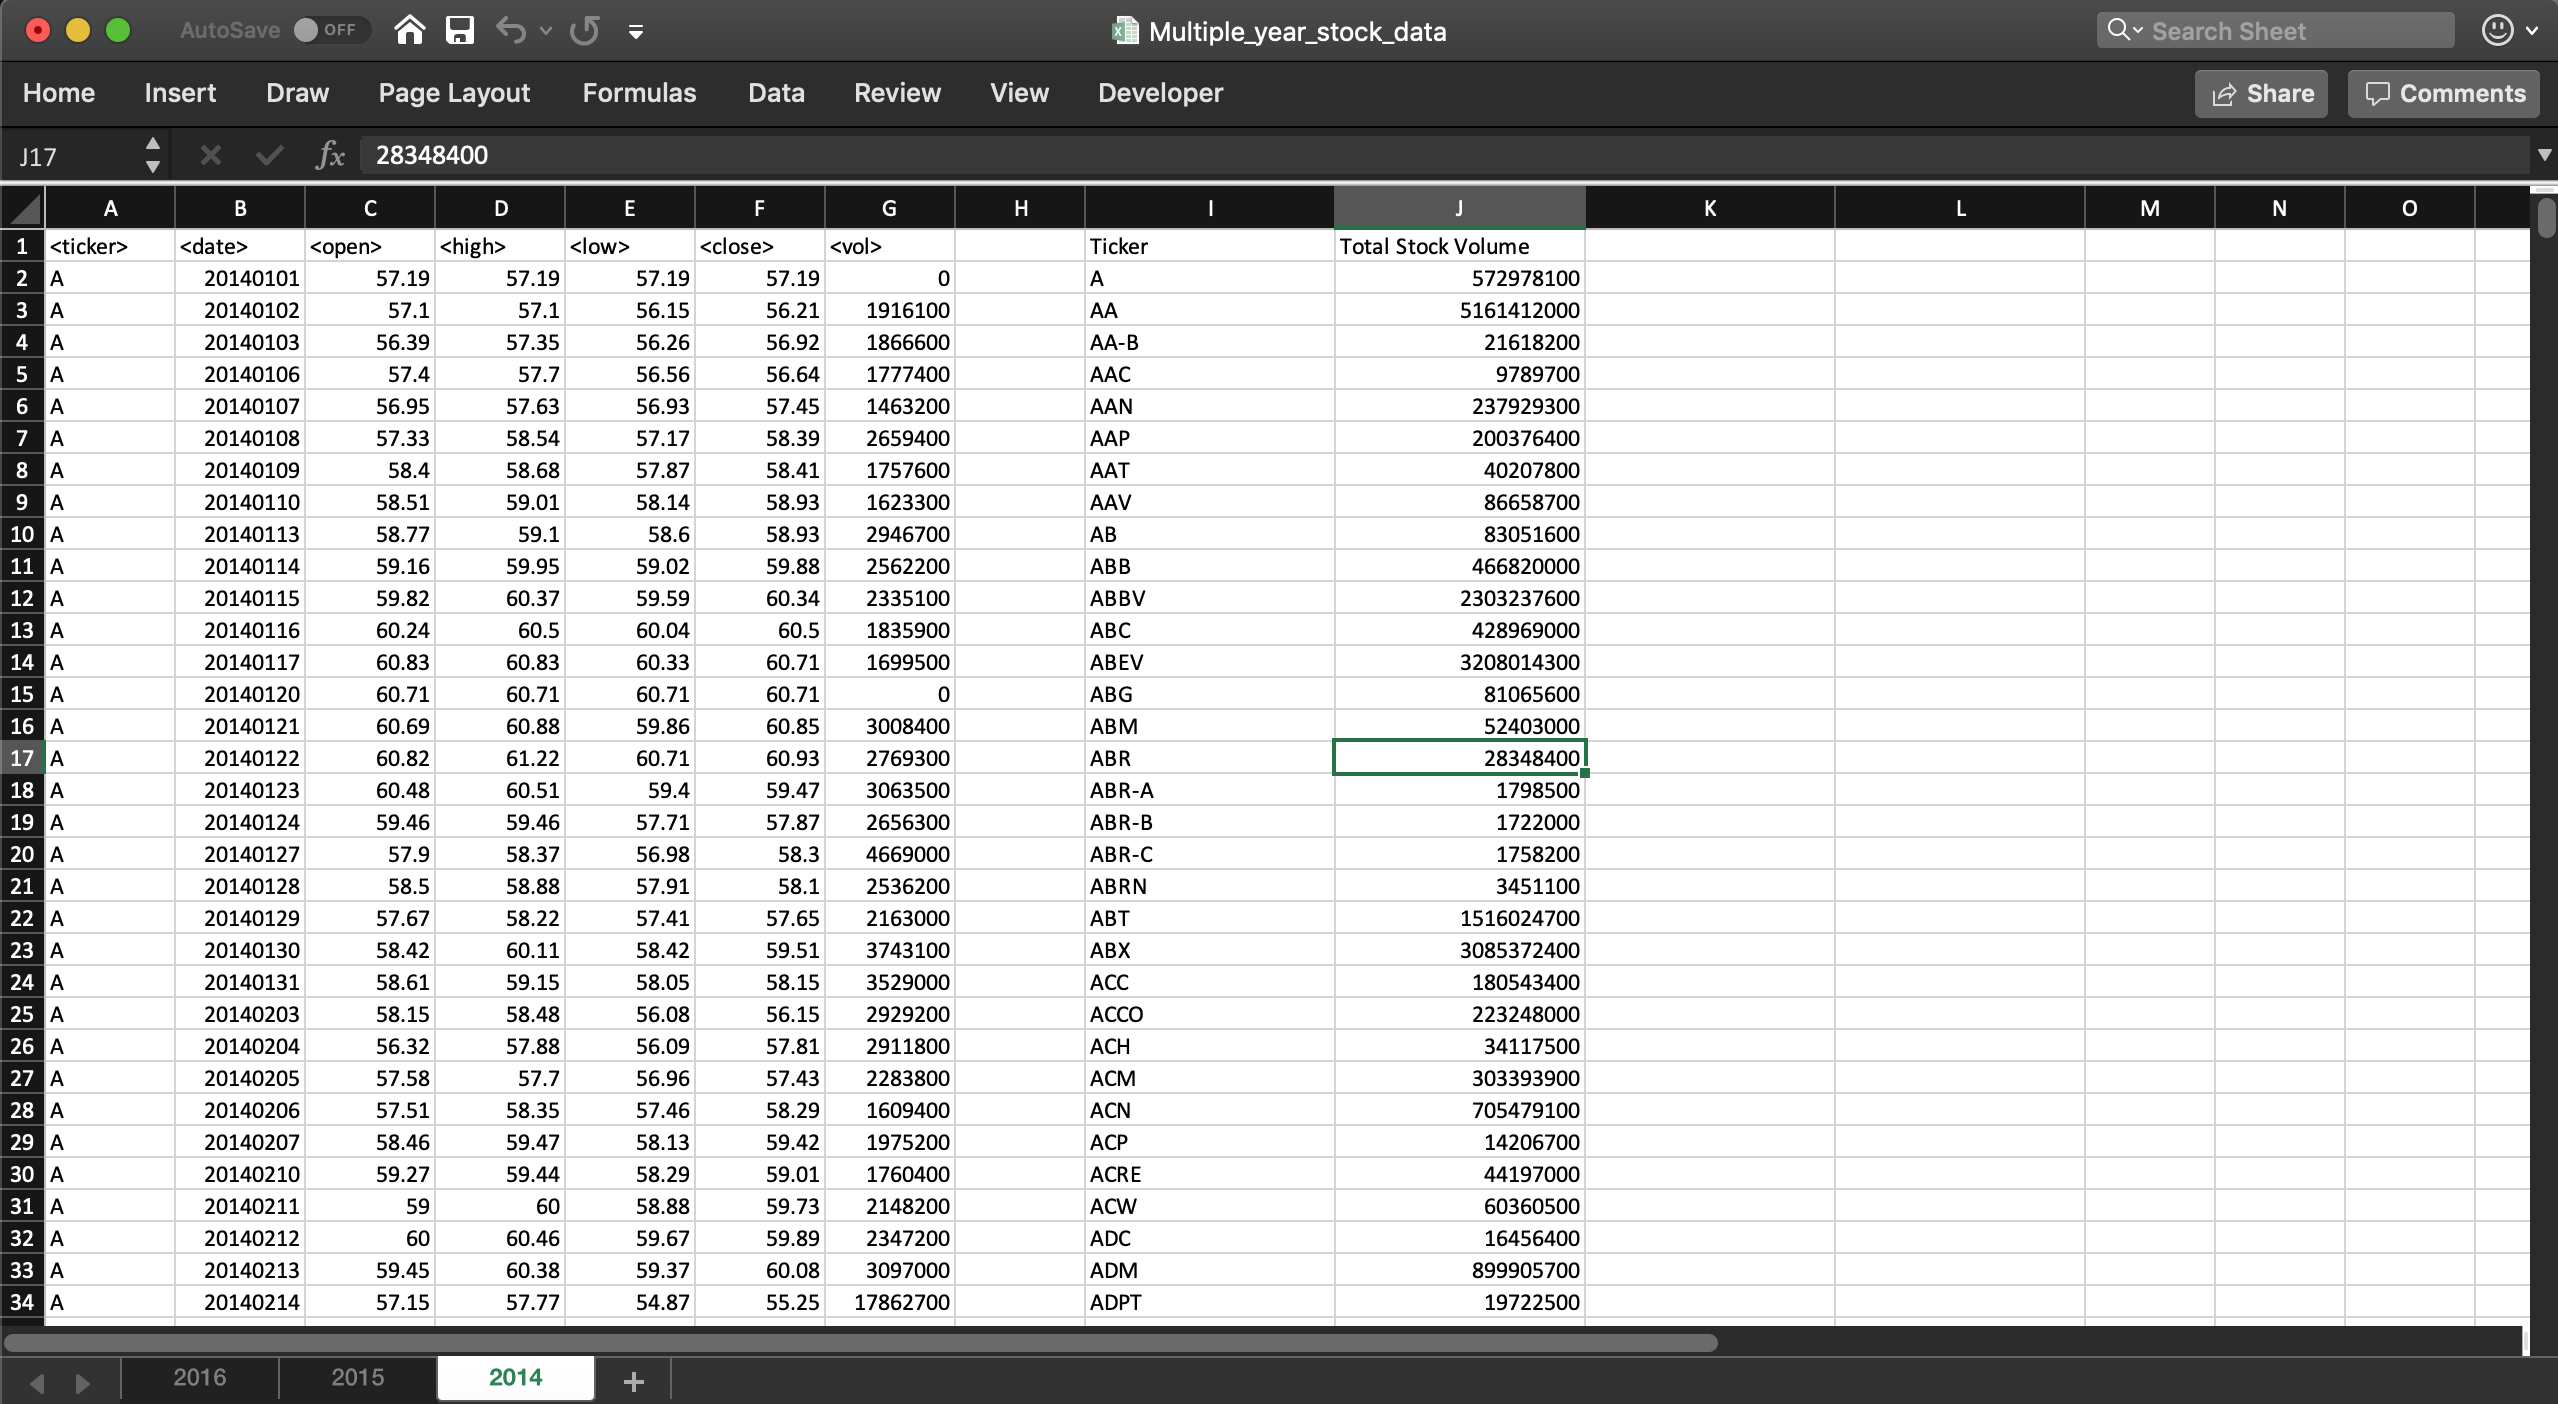 AutoSave OFF Multiple_year_stock_data Search Sheet
Home Insert Draw Page Layout Formulas Data Review View Developer Share Comments
J17 fx 28348400
A B C D E F G H I J K L M N O
1 <ticker> <date> <open> <high> <low> <close> <vol> Ticker Total Stock Volume
2 A 20140101 57.19 57.19 57.19 57.19 0 A 572978100
3 A 20140102 57.1 57.1 56.15 56.21 1916100 AA 5161412000
4 A 20140103 56.39 57.35 56.26 56.92 1866600 AA-B 21618200
5 A 20140106 57.4 57.7 56.56 56.64 1777400 AAC 9789700
6 A 20140107 56.95 57.63 56.93 57.45 1463200 AAN 237929300
7 A 20140108 57.33 58.54 57.17 58.39 2659400 AAP 200376400
8 A 20140109 58.4 58.68 57.87 58.41 1757600 AAT 40207800
9 A 20140110 58.51 59.01 58.14 58.93 1623300 AAV 86658700
10 A 20140113 58.77 59.1 58.6 58.93 2946700 AB 83051600
11 A 20140114 59.16 59.95 59.02 59.88 2562200 ABB 466820000
12 A 20140115 59.82 60.37 59.59 60.34 2335100 ABBV 2303237600
13 A 20140116 60.24 60.5 60.04 60.5 1835900 ABC 428969000
14 A 20140117 60.83 60.83 60.33 60.71 1699500 ABEV 3208014300
15 A 20140120 60.71 60.71 60.71 60.71 0 ABG 81065600
16 A 20140121 60.69 60.88 59.86 60.85 3008400 ABM 52403000
17 A 20140122 60.82 61.22 60.71 60.93 2769300 ABR 28348400
18 A 20140123 60.48 60.51 59.4 59.47 3063500 ABR-A 1798500
19 A 20140124 59.46 59.46 57.71 57.87 2656300 ABR-B 1722000
20 A 20140127 57.9 58.37 56.98 58.3 4669000 ABR-C 1758200
21 A 20140128 58.5 58.88 57.91 58.1 2536200 ABRN 3451100
22 A 20140129 57.67 58.22 57.41 57.65 2163000 ABT 1516024700
23 A 20140130 58.42 60.11 58.42 59.51 3743100 ABX 3085372400
24 A 20140131 58.61 59.15 58.05 58.15 3529000 ACC 180543400
25 A 20140203 58.15 58.48 56.08 56.15 2929200 ACCO 223248000
26 A 20140204 56.32 57.88 56.09 57.81 2911800 ACH 34117500
27 A 20140205 57.58 57.7 56.96 57.43 2283800 ACM 303393900
28 A 20140206 57.51 58.35 57.46 58.29 1609400 ACN 705479100
29 A 20140207 58.46 59.47 58.13 59.42 1975200 ACP 14206700
30 A 20140210 59.27 59.44 58.29 59.01 1760400 ACRE 44197000
31 A 20140211 59 60 58.88 59.73 2148200 ACW 60360500
32 A 20140212 60 60.46 59.67 59.89 2347200 ADC 16456400
33 A 20140213 59.45 60.38 59.37 60.08 3097000 ADM 899905700
34 A 20140214 57.15 57.77 54.87 55.25 17862700 ADPT 19722500
2016 2015 2014 +